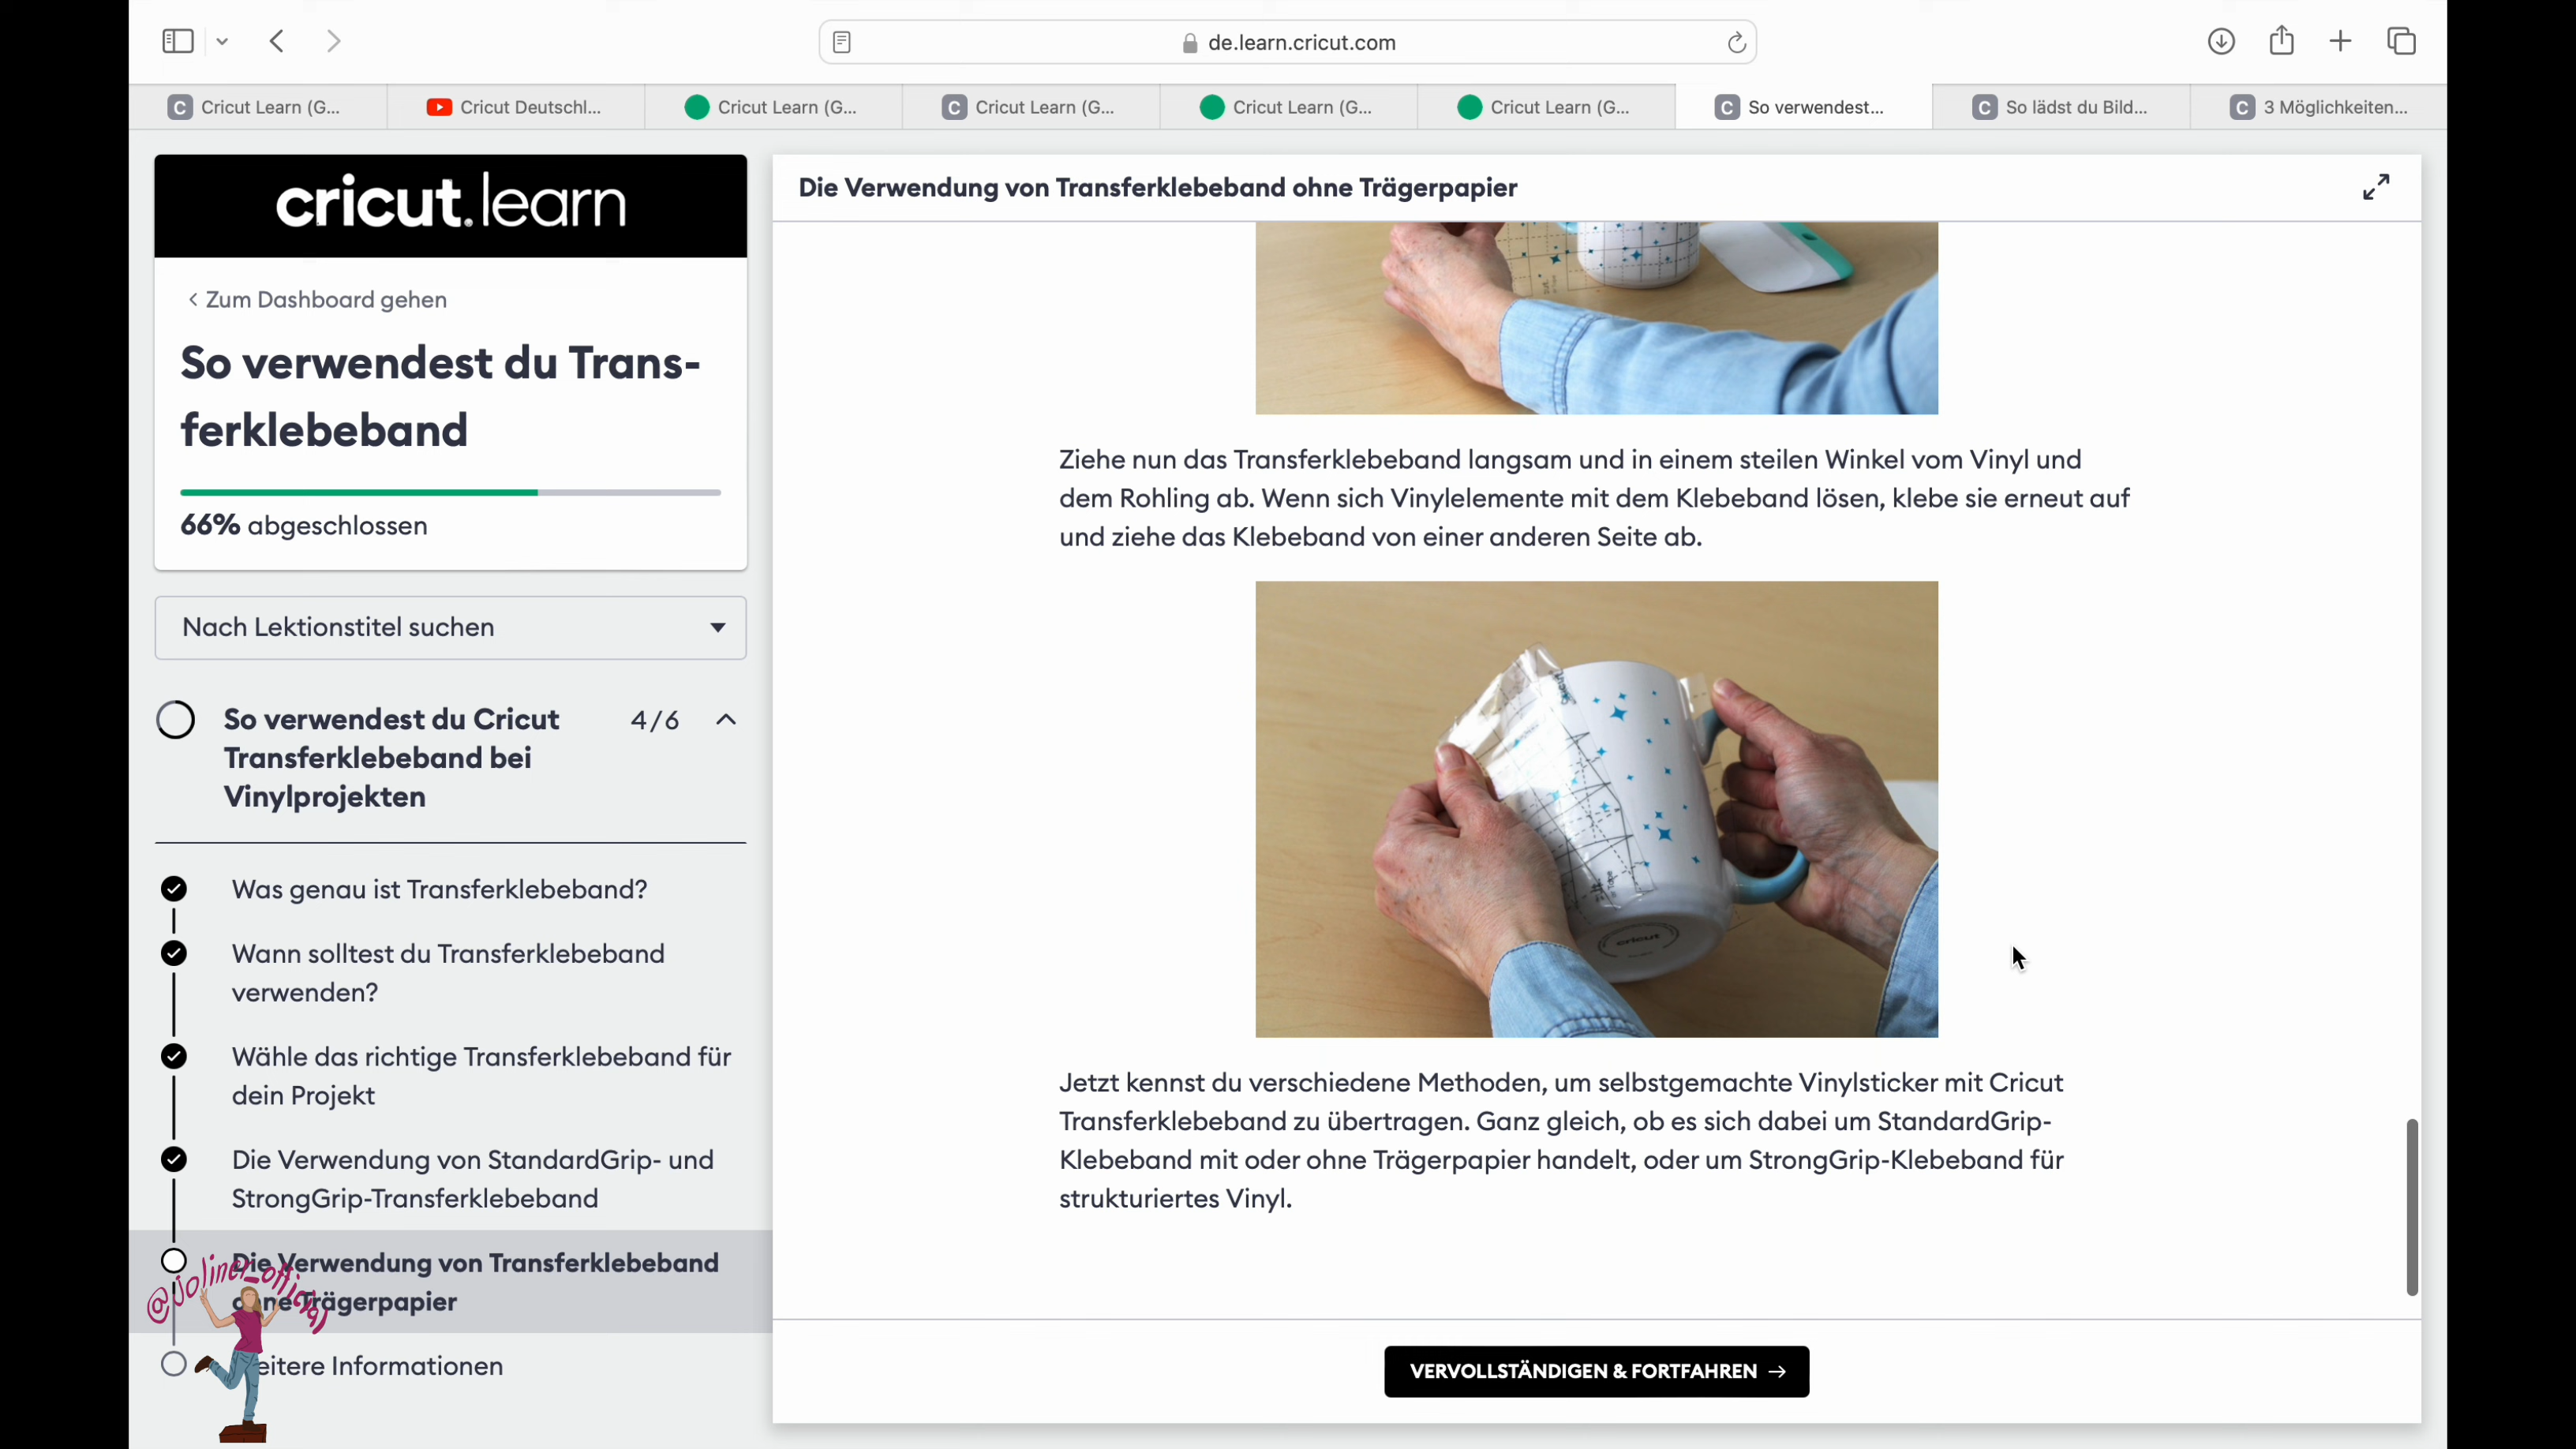 de.learn.cricut.com
C Cricut Learn (G...
Cricut Deutschl...
Cricut Learn (G...
C Cricut Learn (G...
Cricut Learn (G...
Cricut Learn (G...
C So verwendest...
C So lädst du Bild...
C 3 Möglichkeiten...
cricut. learn
Zum Dashboard gehen
So verwendest du Trans-
ferklebeband
66% abgeschlossen
Nach Lektionstitel suchen
So verwendest du Cricut 4/6
Transferklebeband bei
Vinylprojekten
Was genau ist Transferklebeband?
Wann solltest du Transferklebeband
verwenden?
Wähle das richtige Transferklebeband für
dein Projekt
Die Verwendung von StandardGrip- und
StrongGrip-Transferklebeband
Die Verwendung von Transferklebeband
Trägerpapier
eitere Informationen
@joliner_official
Die Verwendung von Transferklebeband ohne Trägerpapier
Ziehe nun das Transferklebeband langsam und in einem steilen Winkel vom Vinyl und
dem Rohling ab. Wenn sich Vinylelemente mit dem Klebeband lösen, klebe sie erneut auf
und ziehe das Klebeband von einer anderen Seite ab.
cricut
Jetzt kennst du verschiedene Methoden, um selbstgemachte Vinylsticker mit Cricut
Transferklebeband zu übertragen. Ganz gleich, ob es sich dabei um StandardGrip-
Klebeband mit oder ohne Trägerpapier handelt, oder um StrongGrip-Klebeband für
strukturiertes Vinyl.
VERVOLLSTÄNDIGEN & FORTFAHREN →